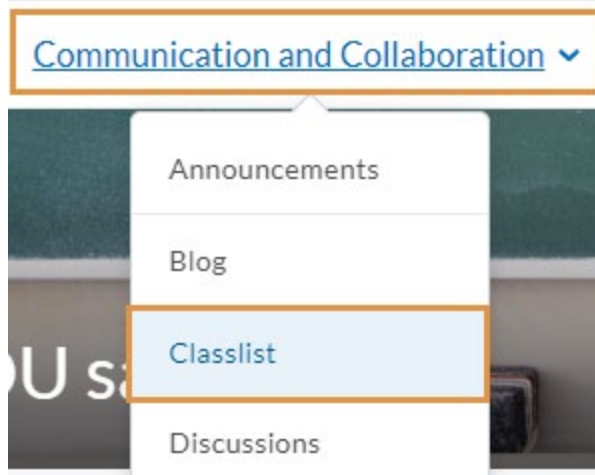 Communication and Collaboration
Announcements
Blog
Classlist
Discussions